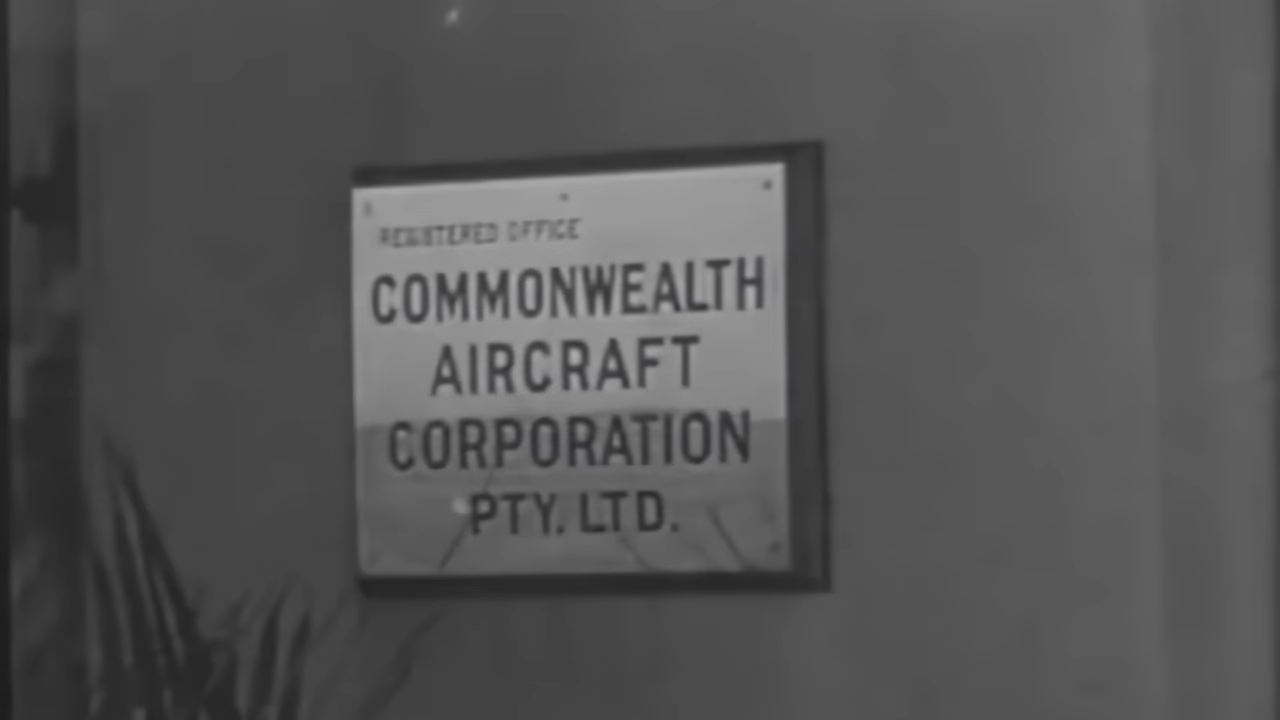 REGISTERED OFFICE
COMMONWEALTH
AIRCRAFT
CORPORATION
PTY. LTD.